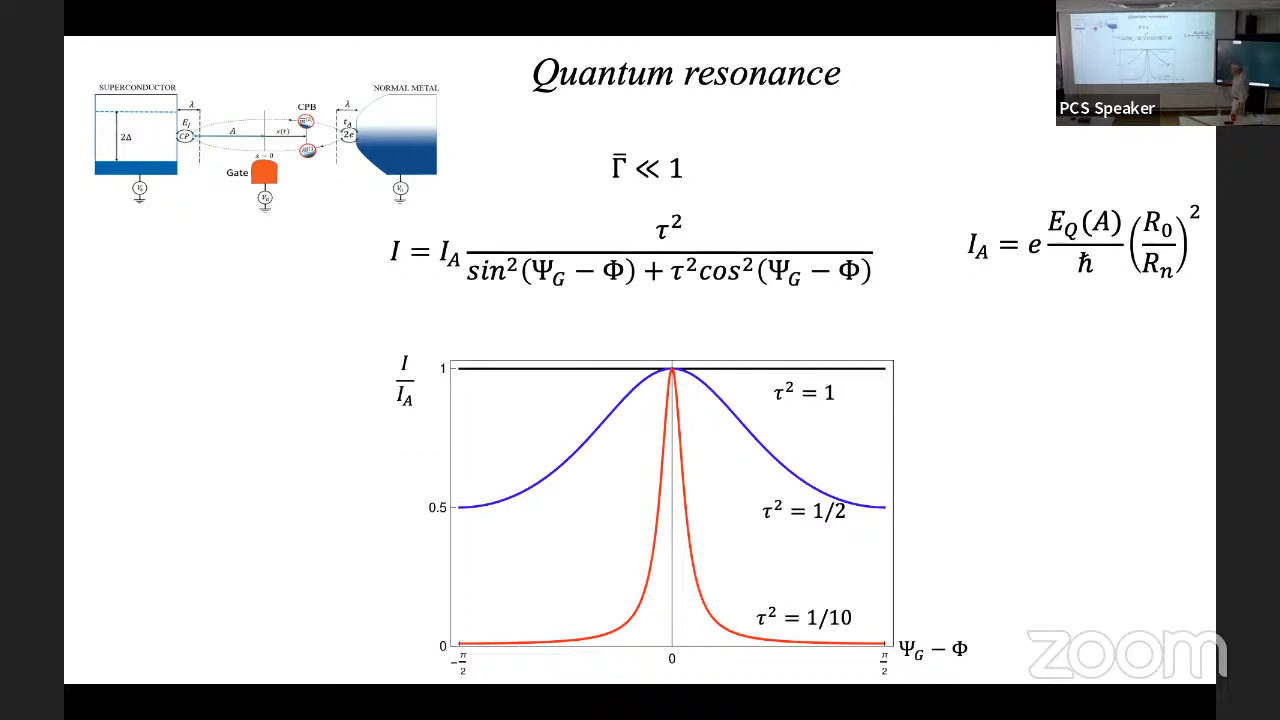 Quantum resonance
SUPERCONDUCTOR
NORMAL METAL
λ
CPB
λ
E_J
t_A
2Δ
CP
A
x(t)
2e
x = 0
Gate
V_G
Γ̄ ≪ 1
I = I_A τ² / (sin²(Ψ_G − Φ) + τ²cos²(Ψ_G − Φ))
I_A = e E_Q(A)/ħ (R_0/R_n)²
PCS Speaker
I/I_A
1
τ² = 1
0.5
τ² = 1/2
τ² = 1/10
0
−π/2
0
π/2
Ψ_G − Φ
zoom